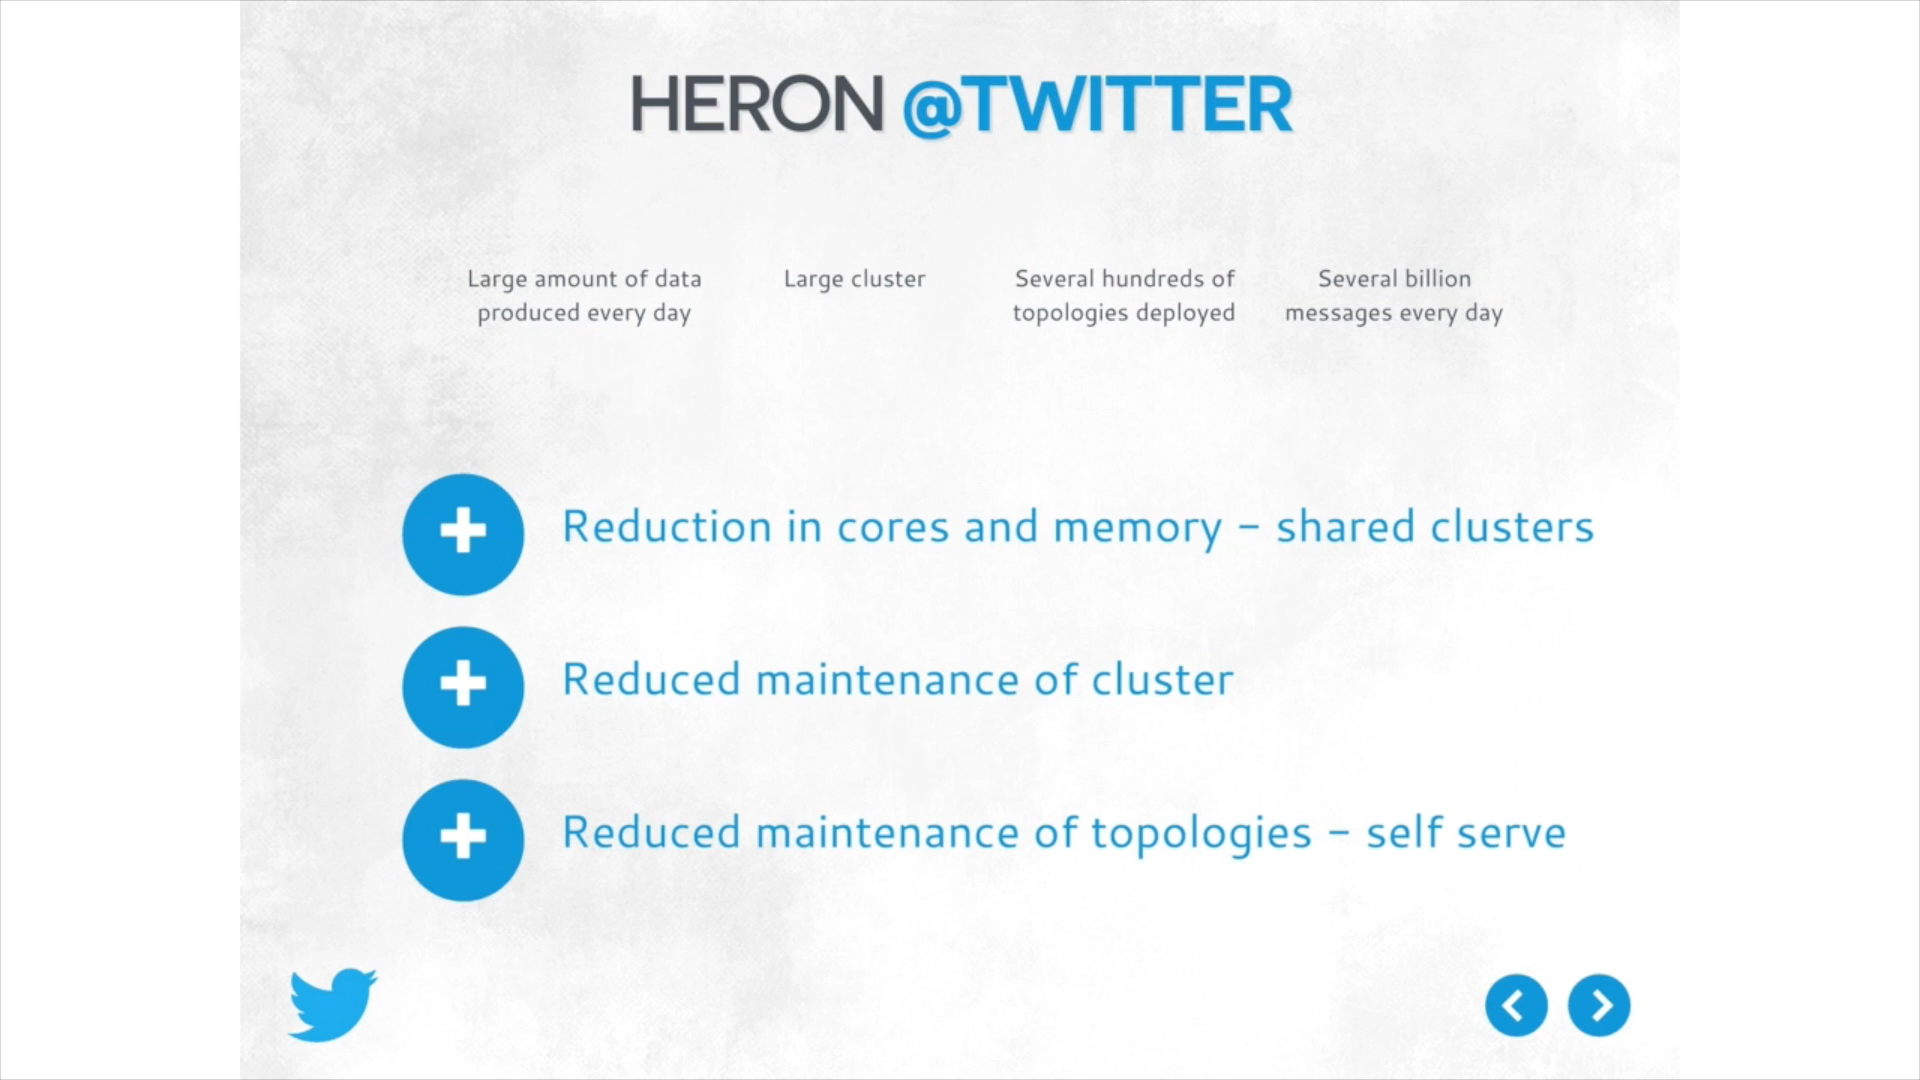 HERON @TWITTER
Large amount of data
produced every day
Large cluster
Several hundreds of
topologies deployed
Several billion
messages every day
Reduction in cores and memory - shared clusters
Reduced maintenance of cluster
Reduced maintenance of topologies - self serve